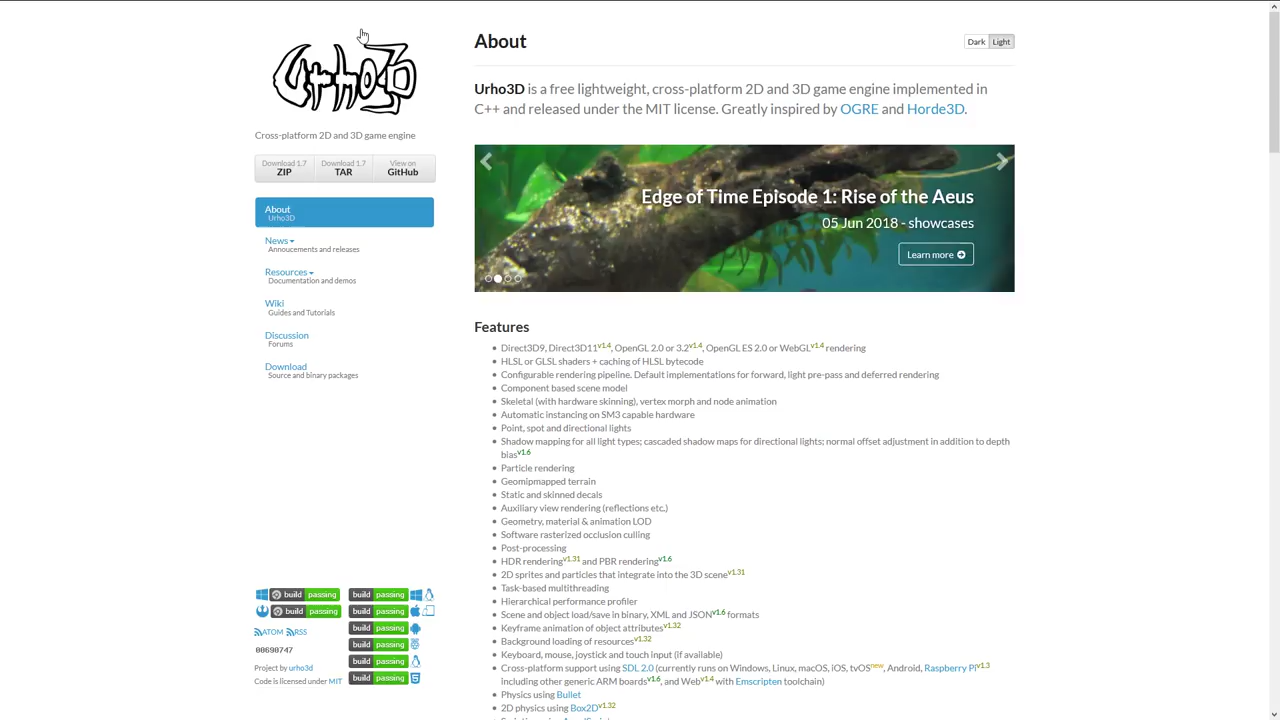 Urho3D
Cross-platform 2D and 3D game engine
Download 1.7
ZIP
Download 1.7
TAR
View on
GitHub
About
Urho3D
News
Annoucements and releases
Resources
Documentation and demos
Wiki
Guides and Tutorials
Discussion
Forums
Download
Source and binary packages
build passing
build passing
build passing
build passing
build passing
build passing
build passing
build passing
ATOM RSS
00690747
Project by urho3d
Code is licensed under MIT
About
Dark Light
Urho3D is a free lightweight, cross-platform 2D and 3D game engine implemented in
C++ and released under the MIT license. Greatly inspired by OGRE and Horde3D.
Edge of Time Episode 1: Rise of the Aeus
05 Jun 2018 - showcases
Learn more
Features
Direct3D9, Direct3D11v1.4, OpenGL 2.0 or 3.2v1.4, OpenGL ES 2.0 or WebGLv1.4 rendering
HLSL or GLSL shaders + caching of HLSL bytecode
Configurable rendering pipeline. Default implementations for forward, light pre-pass and deferred rendering
Component based scene model
Skeletal (with hardware skinning), vertex morph and node animation
Automatic instancing on SM3 capable hardware
Point, spot and directional lights
Shadow mapping for all light types; cascaded shadow maps for directional lights; normal offset adjustment in addition to depth
biasv1.6
Particle rendering
Geomipmapped terrain
Static and skinned decals
Auxiliary view rendering (reflections etc.)
Geometry, material & animation LOD
Software rasterized occlusion culling
Post-processing
HDR renderingv1.31 and PBR renderingv1.6
2D sprites and particles that integrate into the 3D scenev1.31
Task-based multithreading
Hierarchical performance profiler
Scene and object load/save in binary, XML and JSONv1.6 formats
Keyframe animation of object attributesv1.32
Background loading of resourcesv1.32
Keyboard, mouse, joystick and touch input (if available)
Cross-platform support using SDL 2.0 (currently runs on Windows, Linux, macOS, iOS, tvOSnew, Android, Raspberry Piv1.3
including other generic ARM boardsv1.6, and Webv1.4 with Emscripten toolchain)
Physics using Bullet
2D physics using Box2Dv1.32